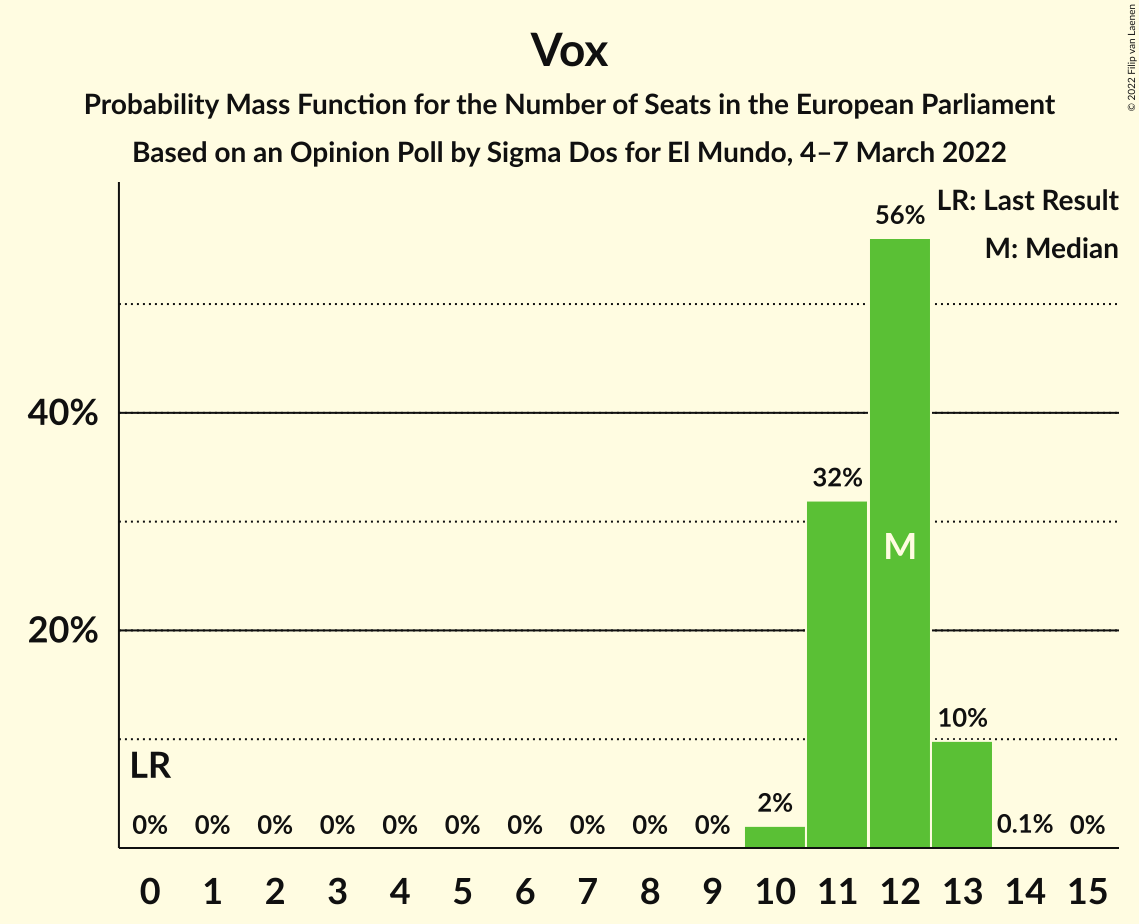 Vox
Probability Mass Function for the Number of Seats in the European Parliament
Based on an Opinion Poll by Sigma Dos for El Mundo, 4–7 March 2022
© 2022 Filip van Laenen
LR: Last Result
M: Median
56%
40%
32%
M
20%
10%
LR
2%
0% 0% 0% 0% 0% 0% 0% 0% 0% 0% 0.1% 0%
0 1 2 3 4 5 6 7 8 9 10 11 12 13 14 15